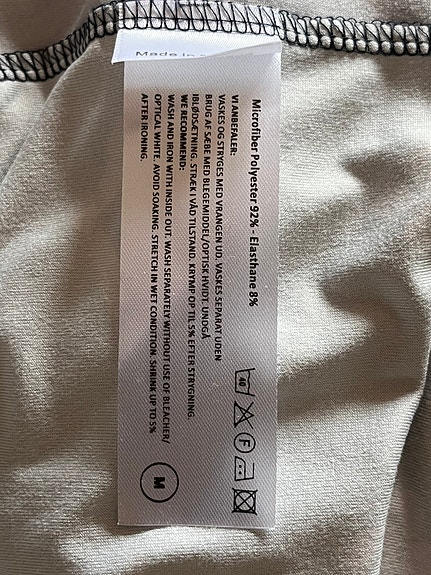 Made in
Microfiber Polyester 92% - Elasthane 8%
40 F
VI ANBEFALER:
VASKES OG STRYGES MED VRANGEN UD. VASKES SEPARAT UDEN
BRUG AF SÆBE MED BLEGEMIDDEL/OPTISK HVIDT. UNDGÅ
IBLØDSÆTNING. STRÆK I VÅD TILSTAND. KRYMP OP TIL 5% EFTER STRYGNING.
WE RECOMMEND:
WASH AND IRON WITH INSIDE OUT. WASH SEPARATELY WITHOUT USE OF BLEACHER/
OPTICAL WHITE. AVOID SOAKING. STRETCH IN WET CONDITION. SHRINK UP TO 5%
AFTER IRONING.
M